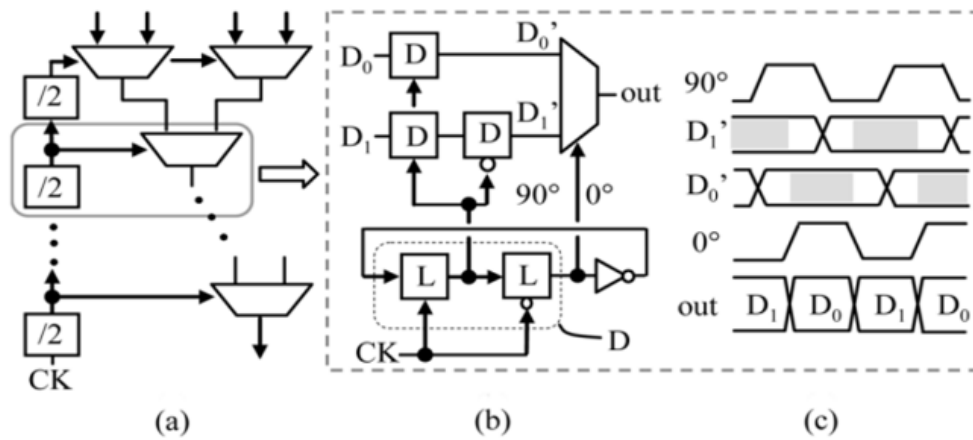 /2
/2
/2
CK
(a)
D₀
D
D₀'
out
D₁
D
D
D₁'
90°
0°
L
L
D
CK
(b)
90°
D₁'
D₀'
0°
out
D₁
D₀
D₁
D₀
(c)